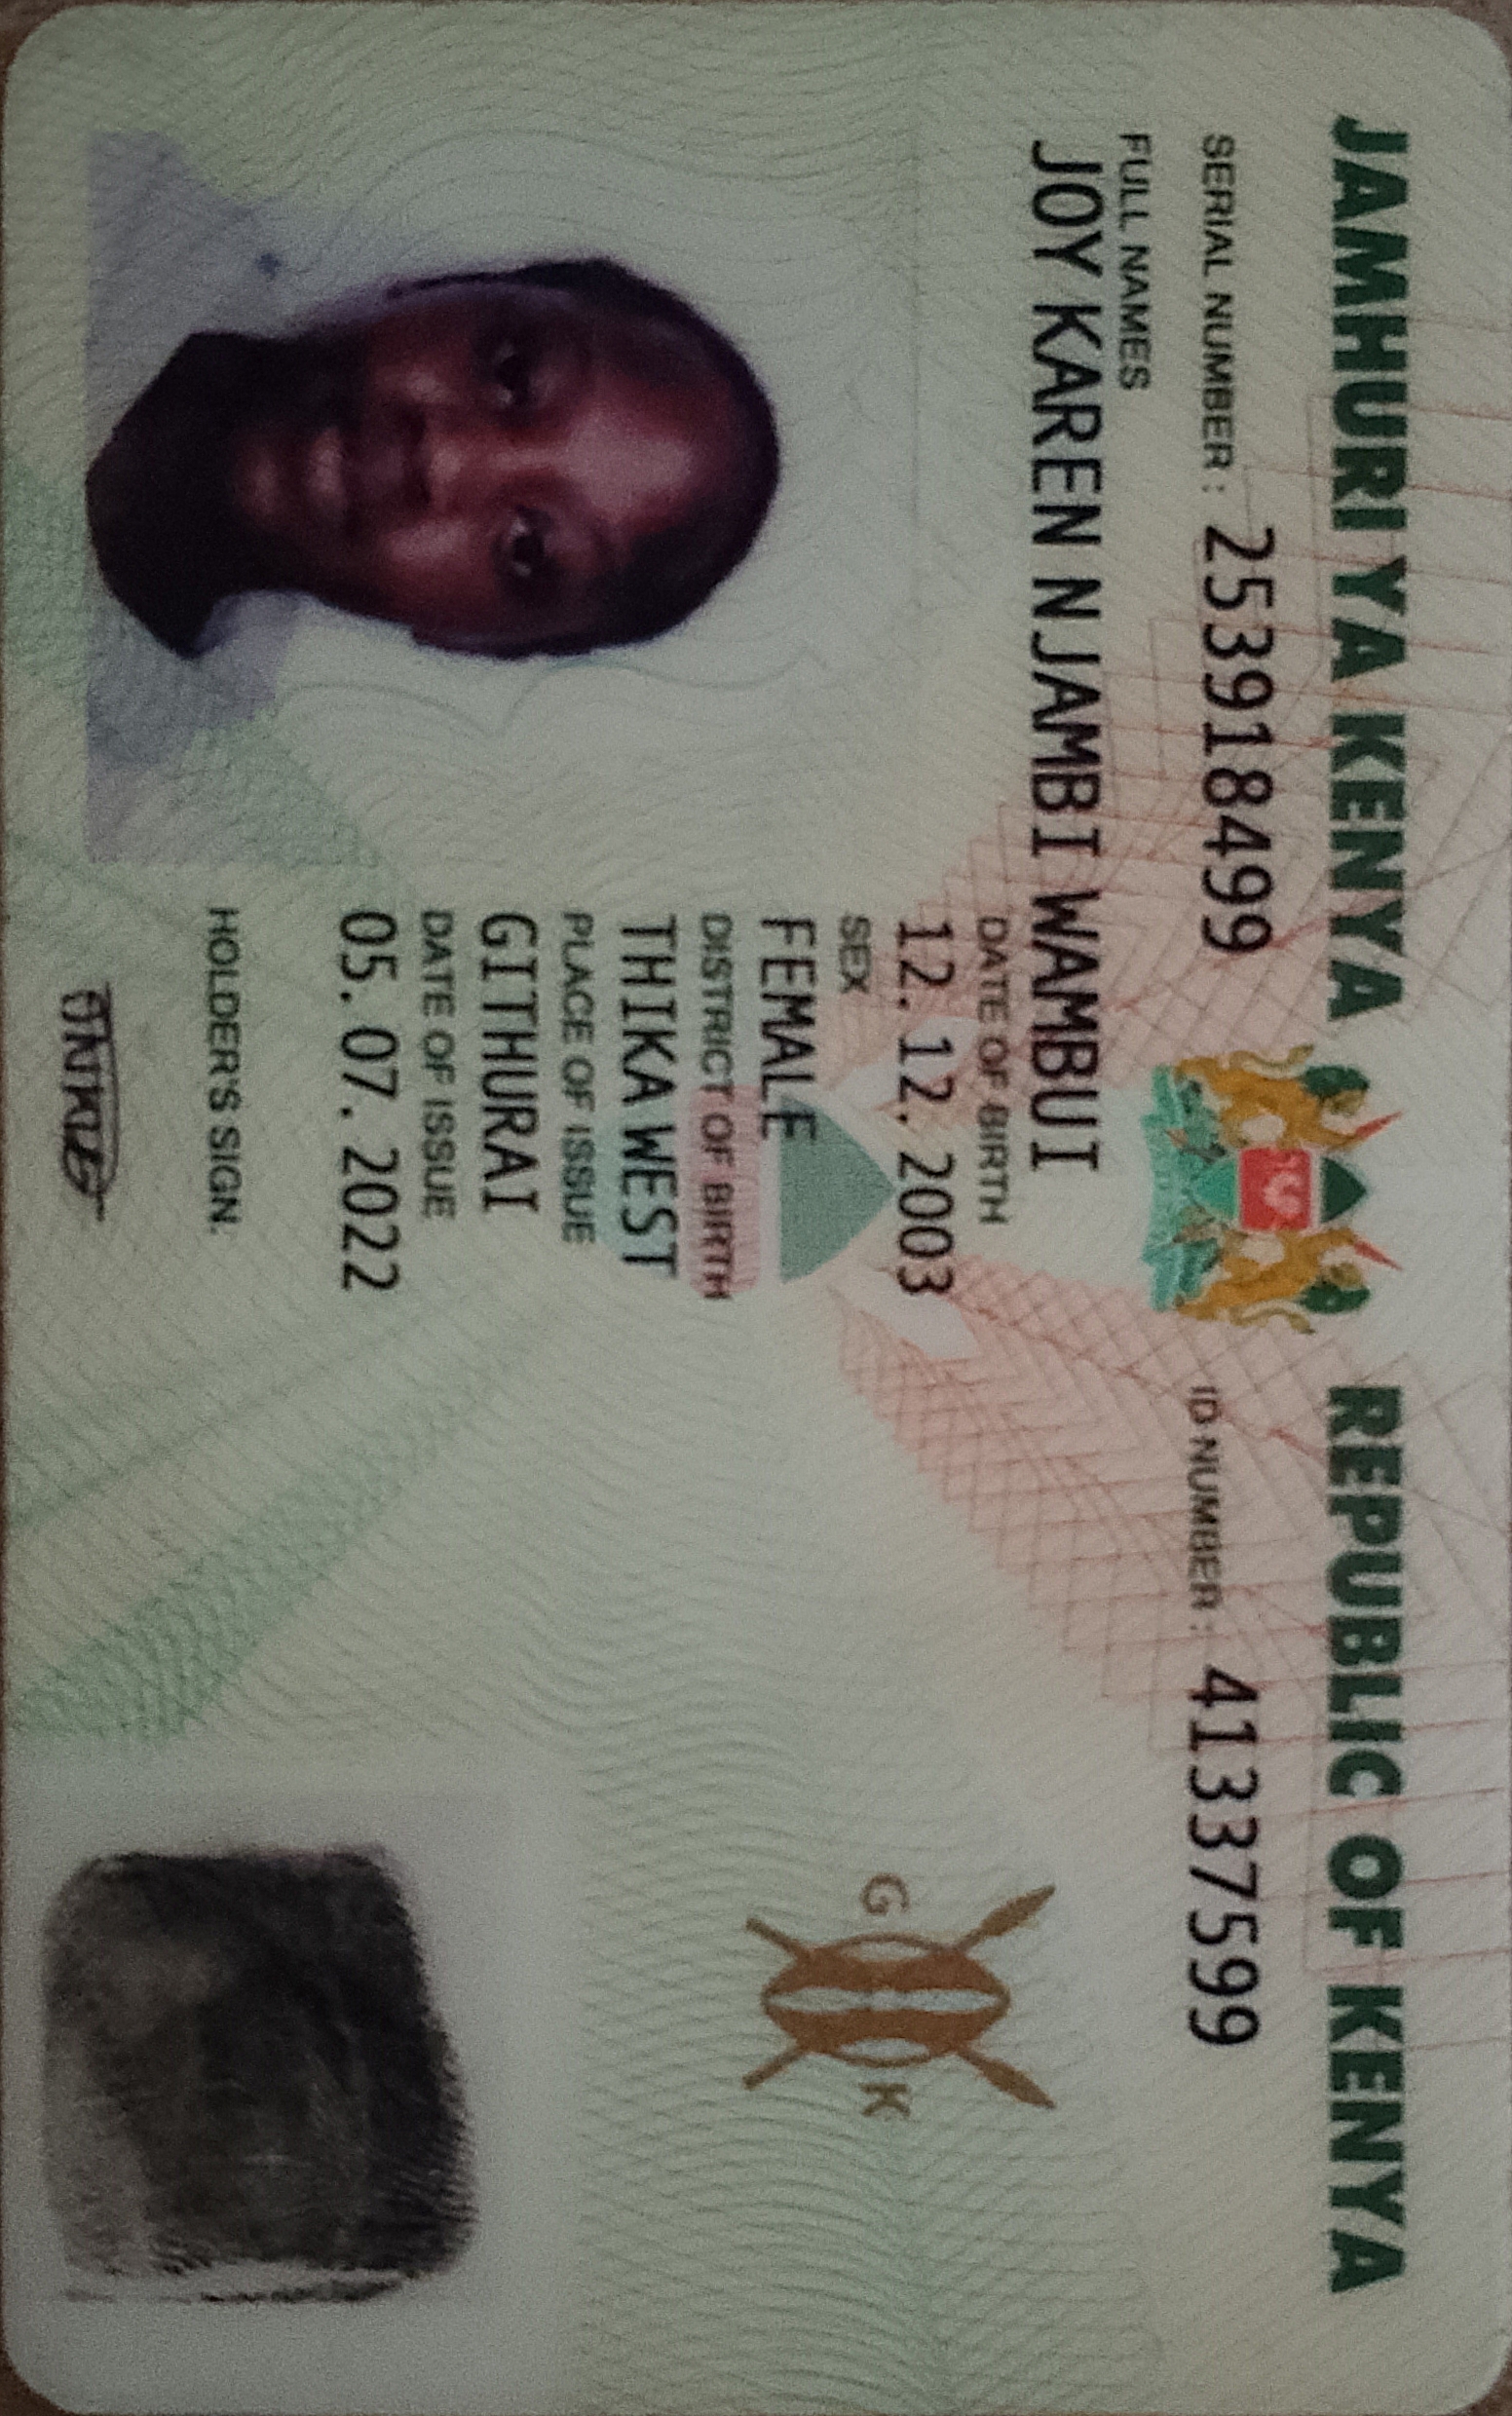 JAMHURI YA KENYA REPUBLIC OF KENYA
SERIAL NUMBER : 253918499 ID NUMBER : 41337599
FULL NAMES
JOY KAREN NJAMBI WAMBUI
DATE OF BIRTH
12. 12. 2003
SEX
FEMALE
DISTRICT OF BIRTH
THIKA WEST
PLACE OF ISSUE
GITHURAI
DATE OF ISSUE
05. 07. 2022
HOLDER'S SIGN.
G K